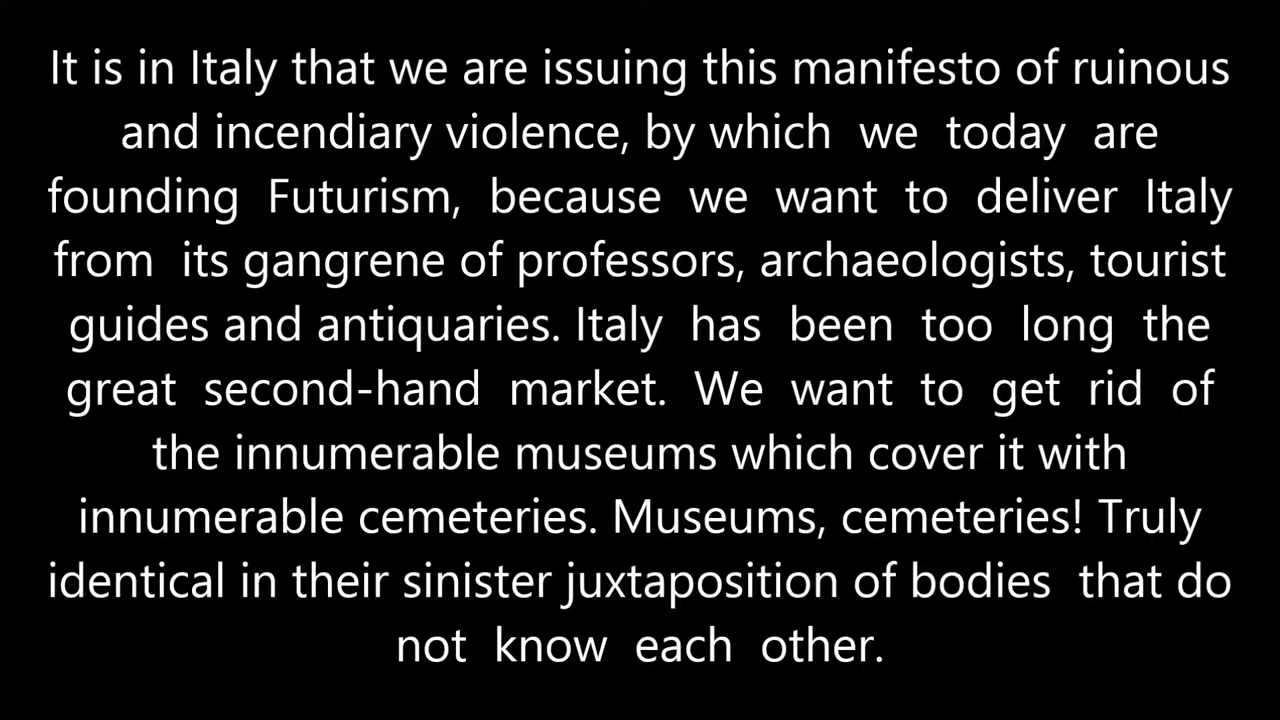 It is in Italy that we are issuing this manifesto of ruinous
and incendiary violence, by which we today are
founding Futurism, because we want to deliver Italy
from its gangrene of professors, archaeologists, tourist
guides and antiquaries. Italy has been too long the
great second-hand market. We want to get rid of
the innumerable museums which cover it with
innumerable cemeteries. Museums, cemeteries! Truly
identical in their sinister juxtaposition of bodies that do
not know each other.